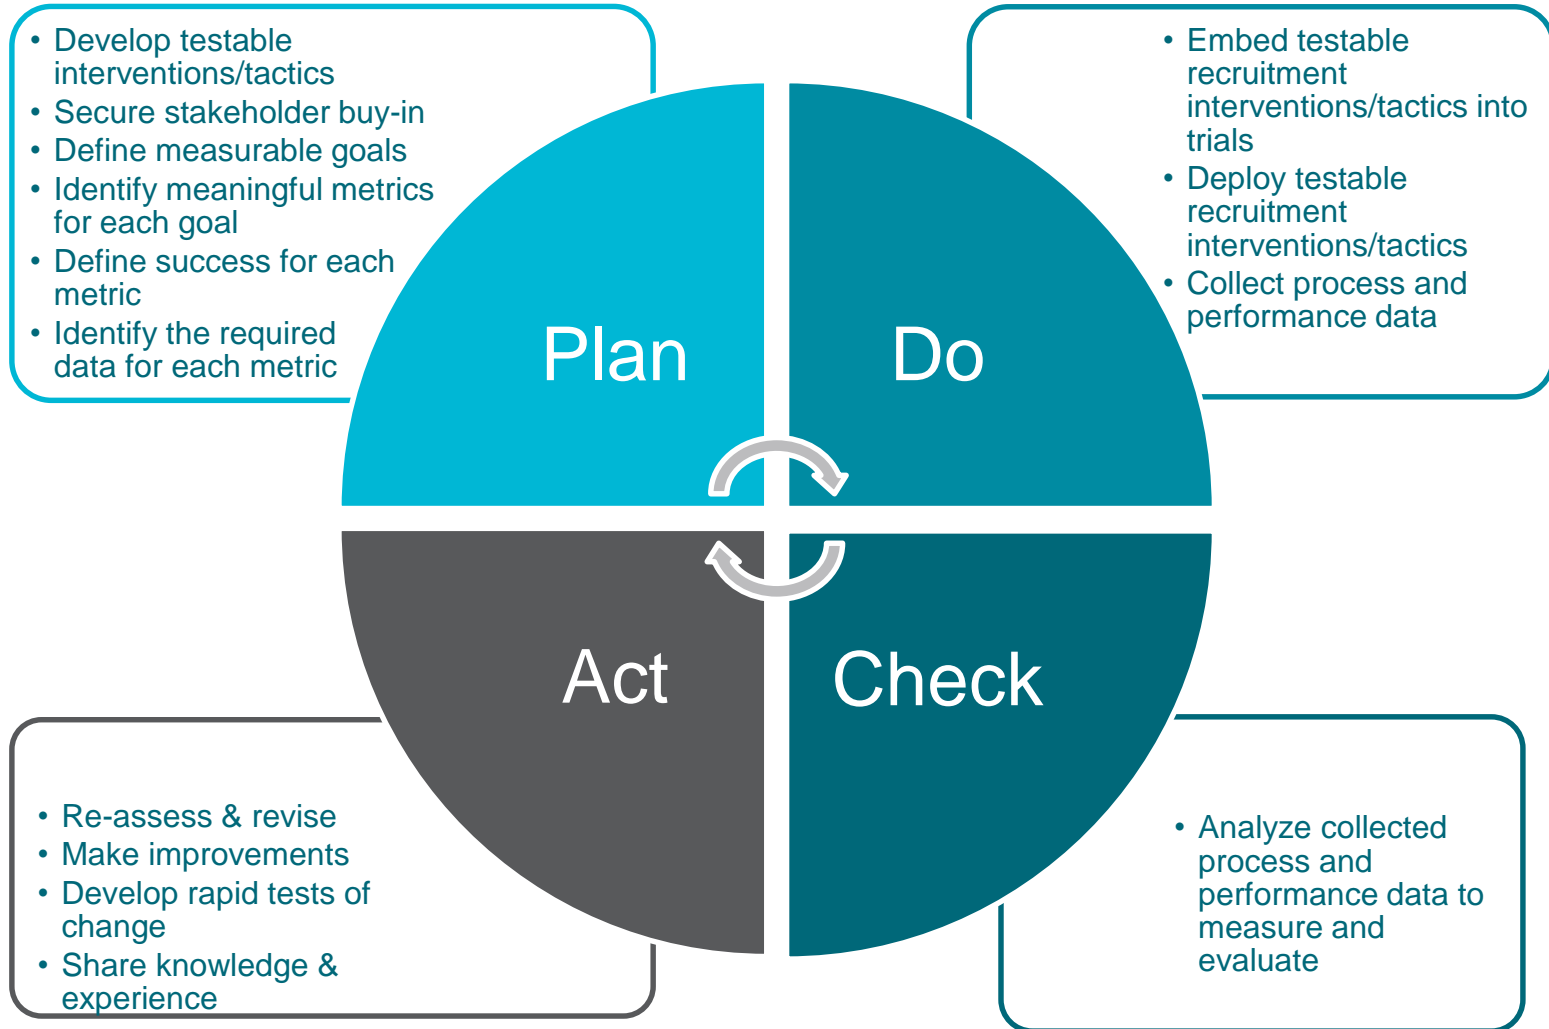 • Develop testable
interventions/tactics
• Secure stakeholder buy-in
• Define measurable goals
• Identify meaningful metrics
for each goal
• Define success for each
metric
• Identify the required
data for each metric
Plan
• Embed testable
recruitment
interventions/tactics into
trials
• Deploy testable
recruitment
interventions/tactics
• Collect process and
performance data
Do
Act
• Re-assess & revise
• Make improvements
• Develop rapid tests of
change
• Share knowledge &
experience
Check
• Analyze collected
process and
performance data to
measure and
evaluate